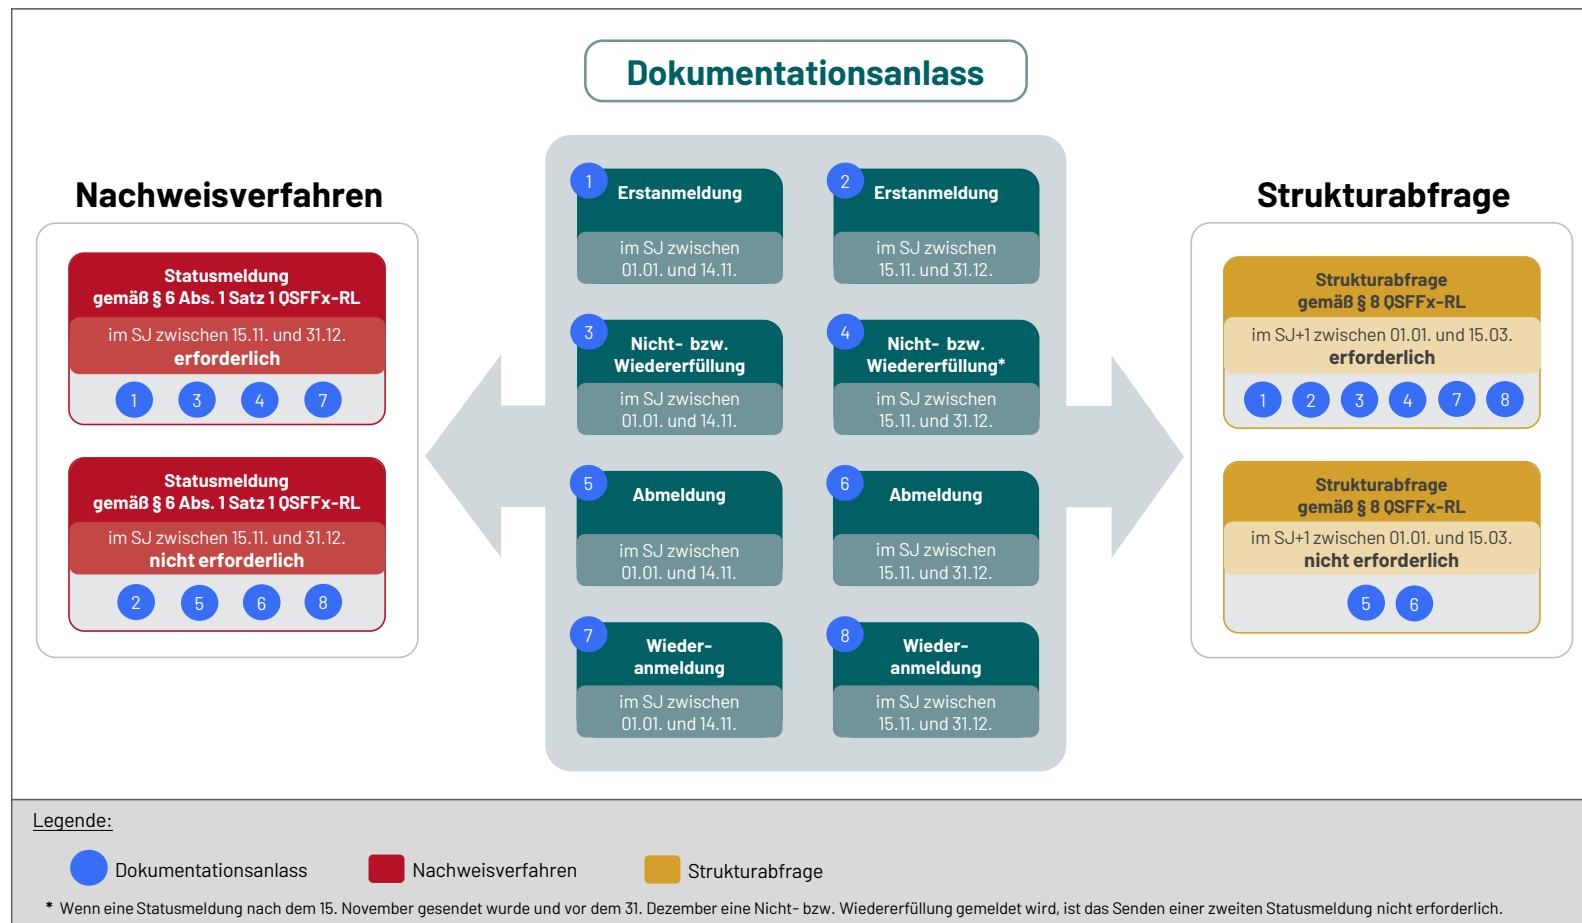 Dokumentationsanlass
Nachweisverfahren
Statusmeldung
gemäß § 6 Abs. 1 Satz 1 QSFFx-RL
im SJ zwischen 15.11. und 31.12.
erforderlich
1 3 4 7
Statusmeldung
gemäß § 6 Abs. 1 Satz 1 QSFFx-RL
im SJ zwischen 15.11. und 31.12.
nicht erforderlich
2 5 6 8
1
Erstanmeldung
im SJ zwischen
01.01. und 14.11.
2
Erstanmeldung
im SJ zwischen
15.11. und 31.12.
3
Nicht- bzw.
Wiedererfüllung
im SJ zwischen
01.01. und 14.11.
4
Nicht- bzw.
Wiedererfüllung*
im SJ zwischen
15.11. und 31.12.
5
Abmeldung
im SJ zwischen
01.01. und 14.11.
6
Abmeldung
im SJ zwischen
15.11. und 31.12.
7
Wieder-
anmeldung
im SJ zwischen
01.01. und 14.11.
8
Wieder-
anmeldung
im SJ zwischen
15.11. und 31.12.
Strukturabfrage
Strukturabfrage
gemäß § 8 QSFFx-RL
im SJ+1 zwischen 01.01. und 15.03.
erforderlich
1 2 3 4 7 8
Strukturabfrage
gemäß § 8 QSFFx-RL
im SJ+1 zwischen 01.01. und 15.03.
nicht erforderlich
5 6
Legende:
Dokumentationsanlass
Nachweisverfahren
Strukturabfrage
* Wenn eine Statusmeldung nach dem 15. November gesendet wurde und vor dem 31. Dezember eine Nicht- bzw. Wiedererfüllung gemeldet wird, ist das Senden einer zweiten Statusmeldung nicht erforderlich.